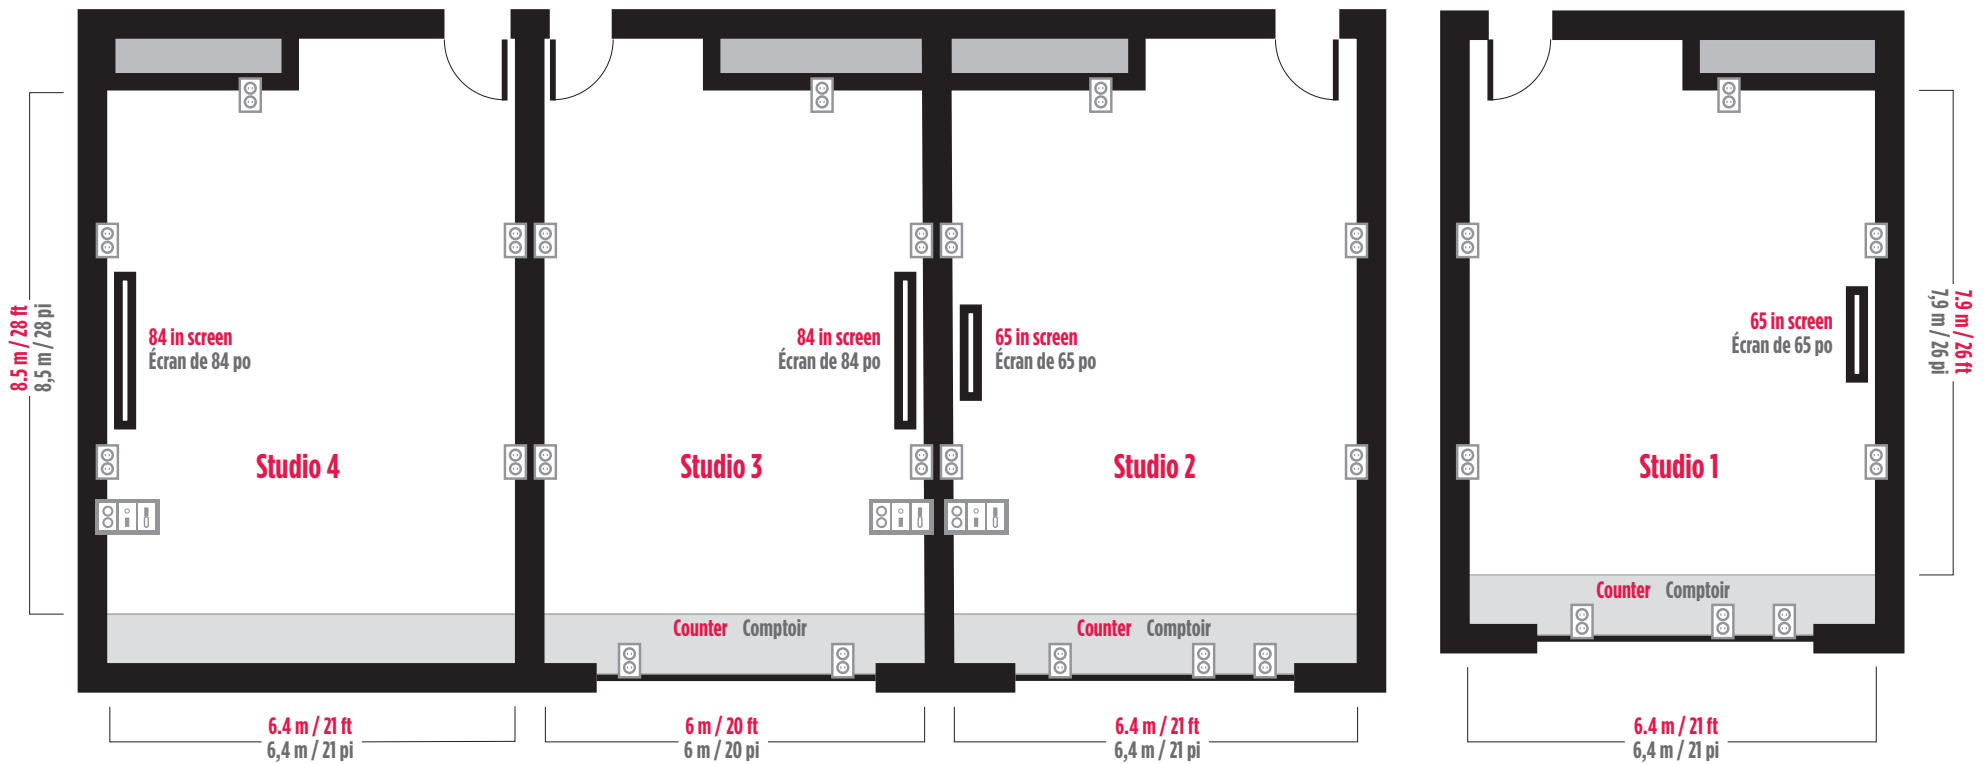 8.5 m / 28 ft
8,5 m / 28 pi
84 in screen
Écran de 84 po
Studio 4
6.4 m / 21 ft
6,4 m / 21 pi
84 in screen
Écran de 84 po
Studio 3
Counter Comptoir
6 m / 20 ft
6 m / 20 pi
65 in screen
Écran de 65 po
Studio 2
Counter Comptoir
6.4 m / 21 ft
6,4 m / 21 pi
65 in screen
Écran de 65 po
Studio 1
Counter Comptoir
6.4 m / 21 ft
6,4 m / 21 pi
7.9 m / 26 ft
7,9 m / 26 pi